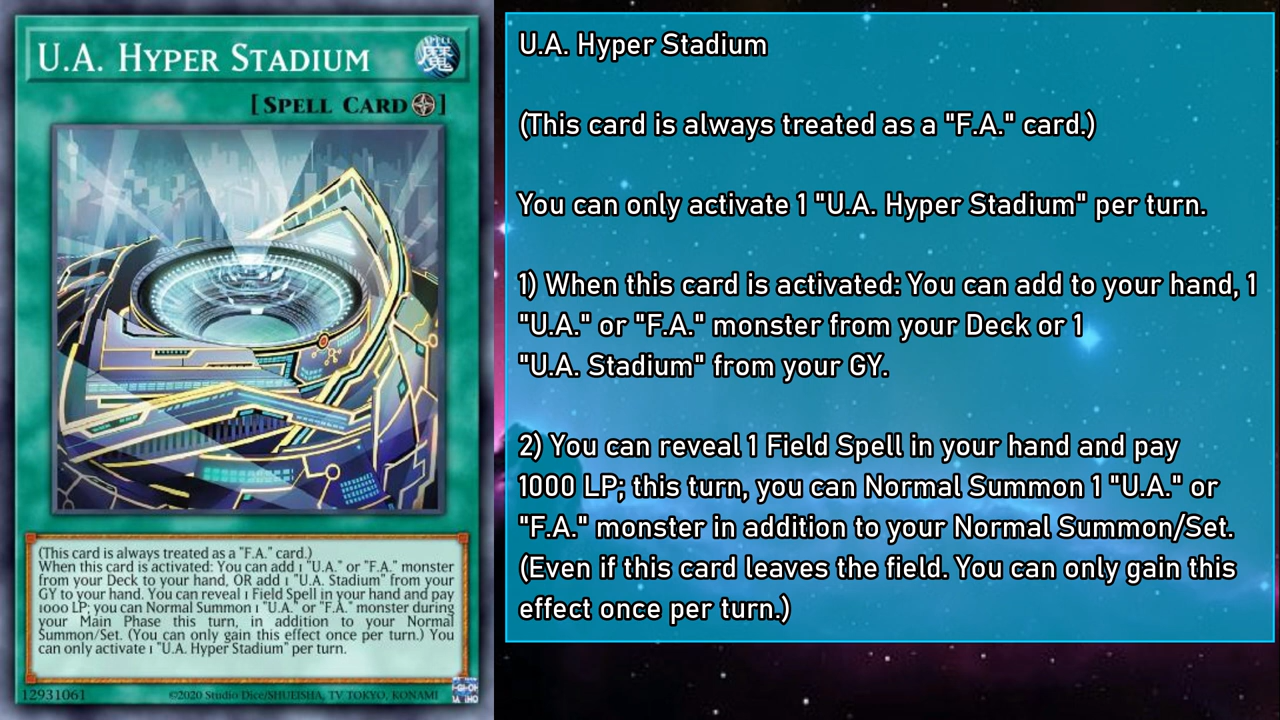 U.A. HYPER STADIUM
SPELL
魔
[SPELL CARD]
(This card is always treated as a "F.A." card.)
When this card is activated: You can add 1 "U.A." or "F.A." monster
from your Deck to your hand, OR add 1 "U.A. Stadium" from your
GY to your hand. You can reveal 1 Field Spell in your hand and pay
1000 LP; you can Normal Summon 1 "U.A." or "F.A." monster during
your Main Phase this turn, in addition to your Normal
Summon/Set. (You can only gain this effect once per turn.) You
can only activate 1 "U.A. Hyper Stadium" per turn.
12931061
©2020 Studio Dice/SHUEISHA, TV TOKYO, KONAMI
U.A. Hyper Stadium
(This card is always treated as a "F.A." card.)
You can only activate 1 "U.A. Hyper Stadium" per turn.
1) When this card is activated: You can add to your hand, 1
"U.A." or "F.A." monster from your Deck or 1
"U.A. Stadium" from your GY.
2) You can reveal 1 Field Spell in your hand and pay
1000 LP; this turn, you can Normal Summon 1 "U.A." or
"F.A." monster in addition to your Normal Summon/Set.
(Even if this card leaves the field. You can only gain this
effect once per turn.)